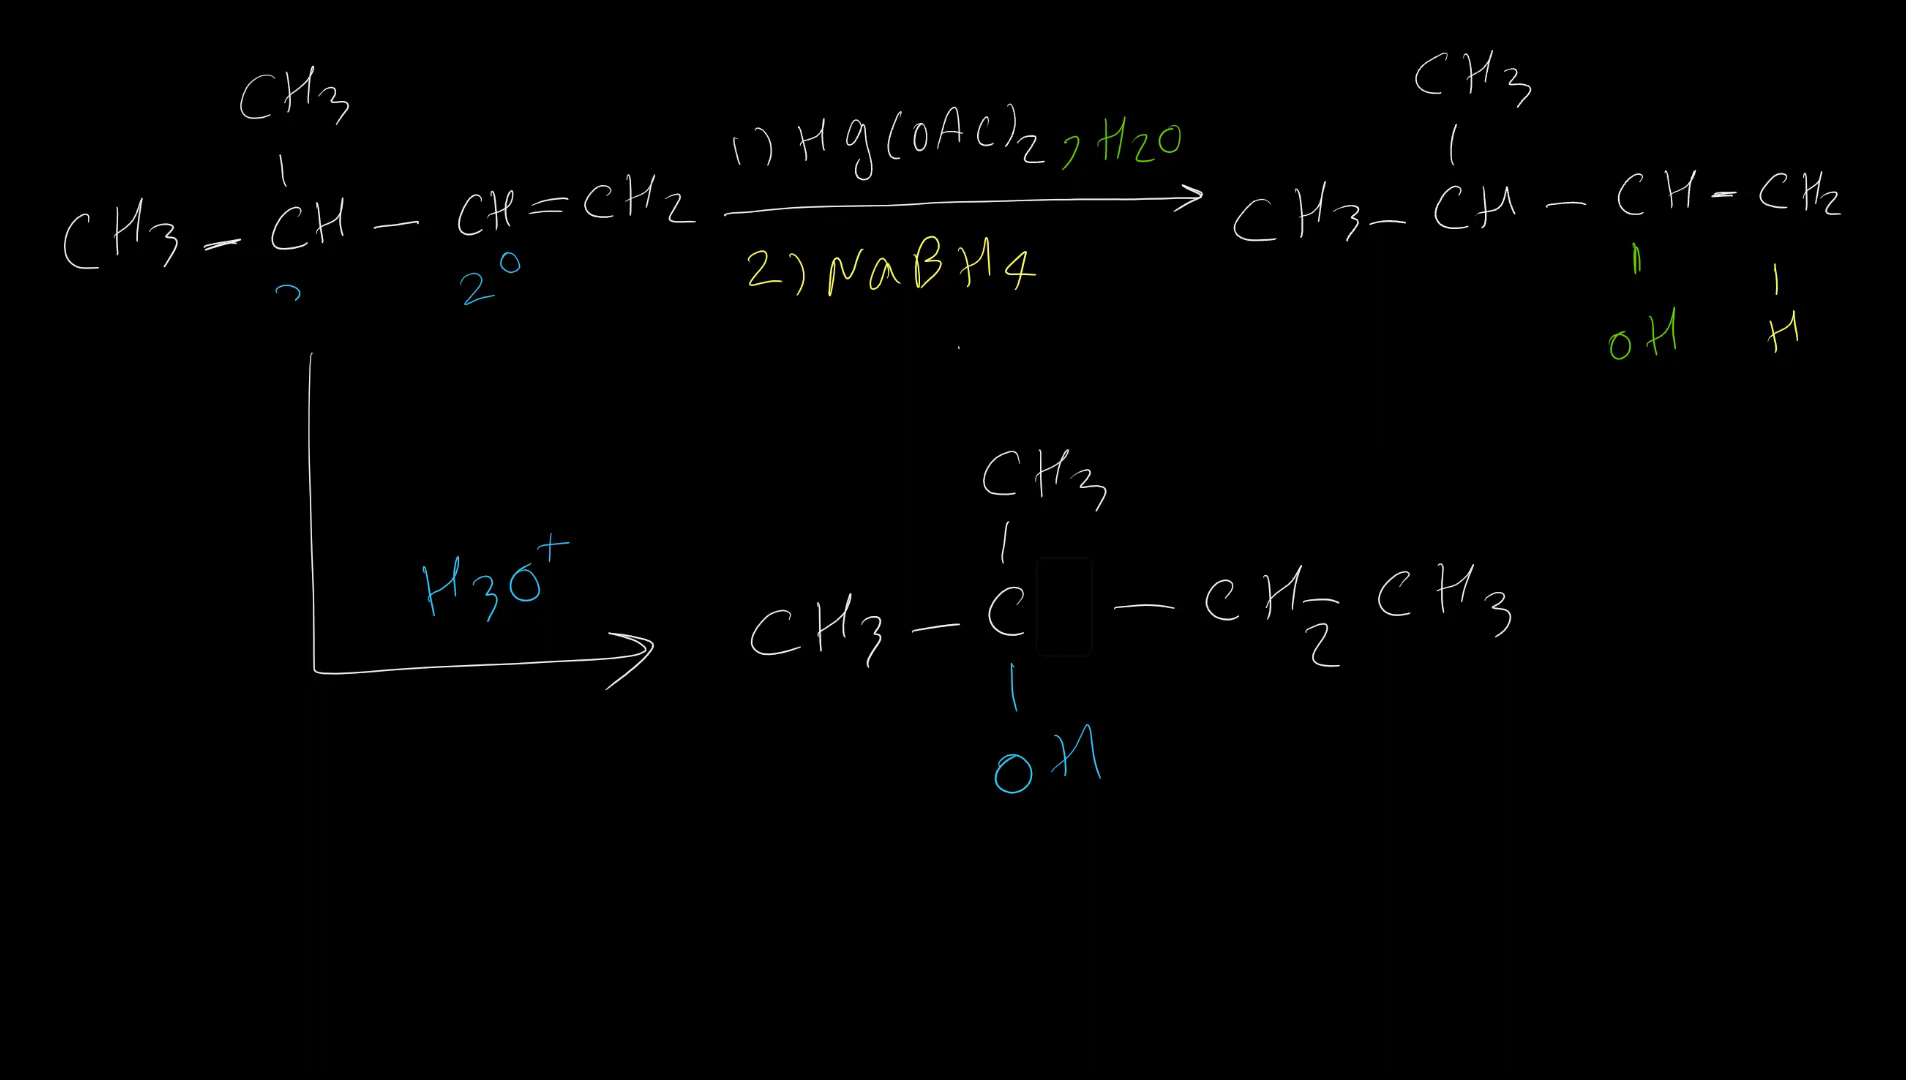 CH3
CH3 - CH - CH = CH2
2°
1) Hg(OAc)2, H2O
2) NaBH4
CH3
CH3 - CH - CH - CH2
OH H
H3O+
CH3
CH3 - C - CH2 - CH3
OH